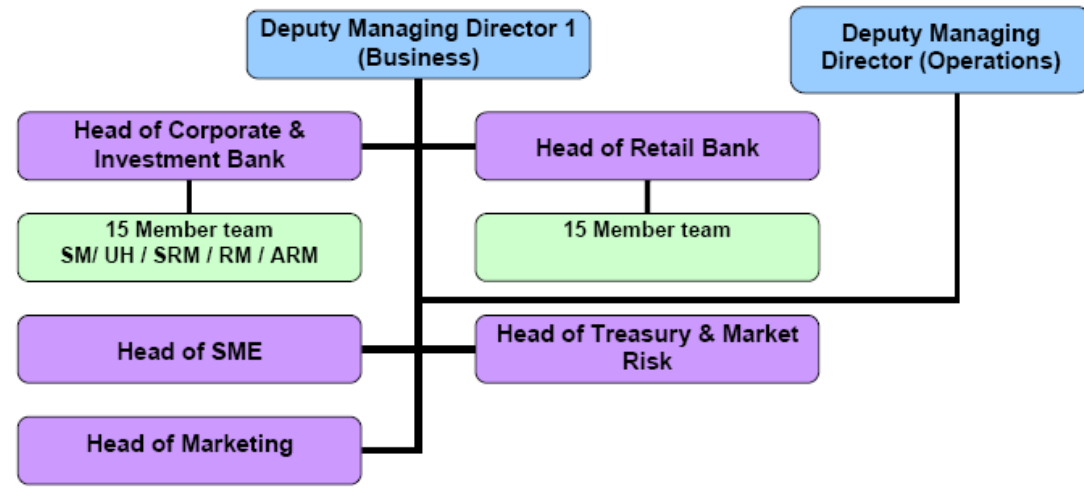 Deputy Managing Director 1
(Business)
Deputy Managing
Director (Operations)
Head of Corporate &
Investment Bank
Head of Retail Bank
15 Member team
SM/ UH / SRM / RM / ARM
15 Member team
Head of SME
Head of Treasury & Market
Risk
Head of Marketing